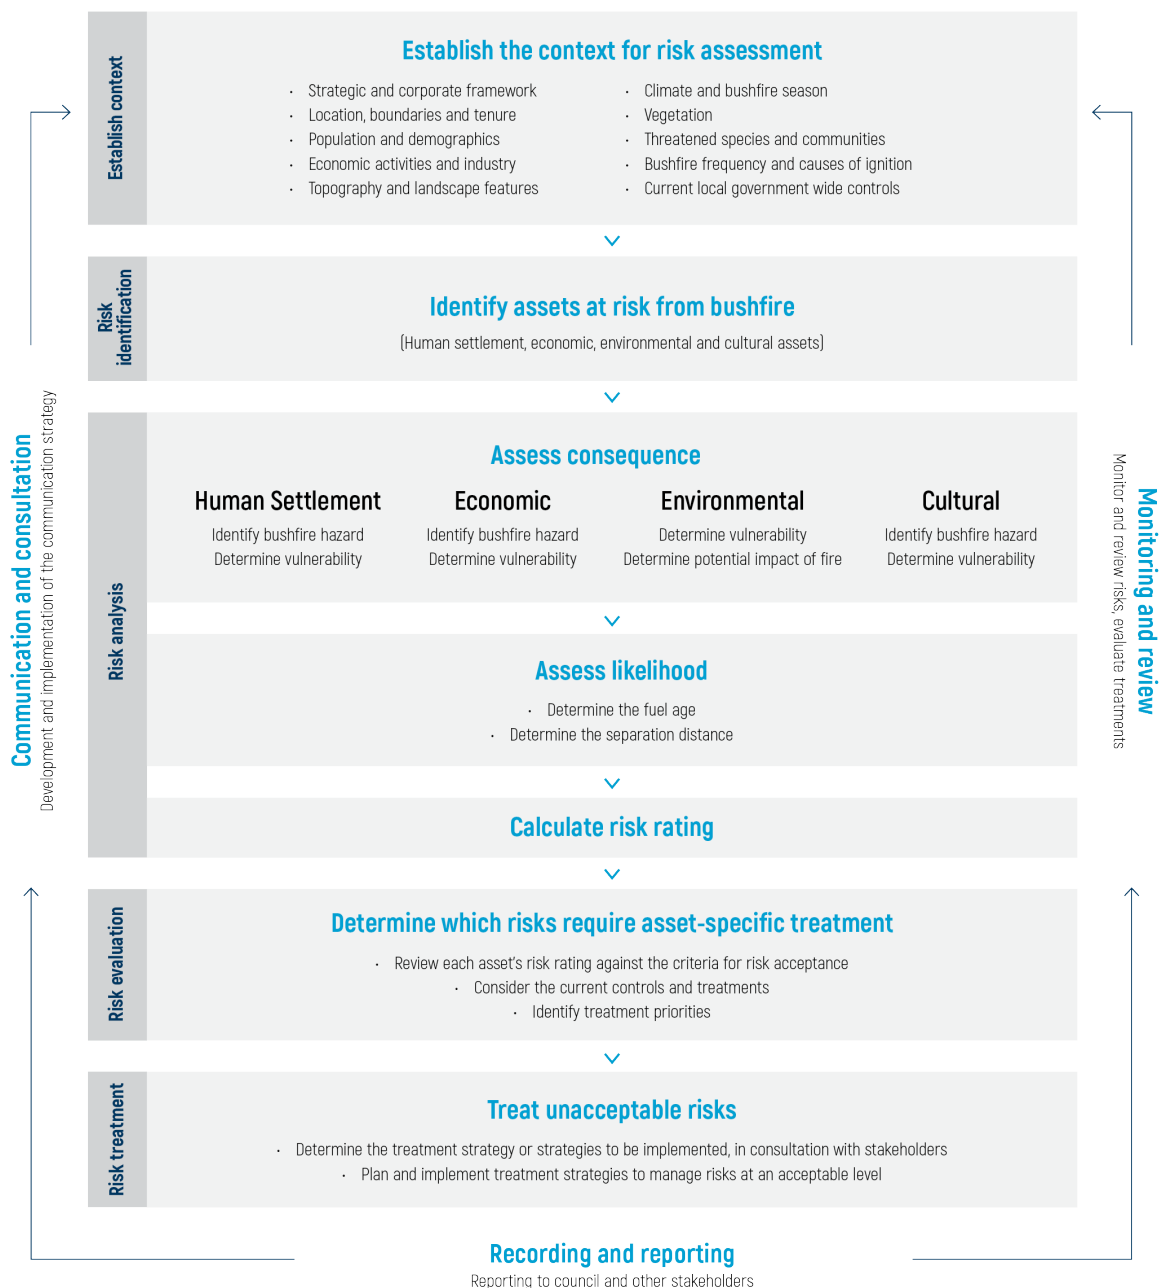 Establish context
Establish the context for risk assessment
· Strategic and corporate framework
· Location, boundaries and tenure
· Population and demographics
· Economic activities and industry
· Topography and landscape features
· Climate and bushfire season
· Vegetation
· Threatened species and communities
· Bushfire frequency and causes of ignition
· Current local government wide controls
Risk
identification
Identify assets at risk from bushfire
(Human settlement, economic, environmental and cultural assets)
Risk analysis
Assess consequence
Human Settlement
Identify bushfire hazard
Determine vulnerability
Economic
Identify bushfire hazard
Determine vulnerability
Environmental
Determine vulnerability
Determine potential impact of fire
Cultural
Identify bushfire hazard
Determine vulnerability
Assess likelihood
· Determine the fuel age
· Determine the separation distance
Calculate risk rating
Risk evaluation
Determine which risks require asset-specific treatment
· Review each asset's risk rating against the criteria for risk acceptance
· Consider the current controls and treatments
· Identify treatment priorities
Risk treatment
Treat unacceptable risks
· Determine the treatment strategy or strategies to be implemented, in consultation with stakeholders
· Plan and implement treatment strategies to manage risks at an acceptable level
Communication and consultation
Development and implementation of the communication strategy
Monitoring and review
Monitor and review risks, evaluate treatments
Recording and reporting
Reporting to council and other stakeholders